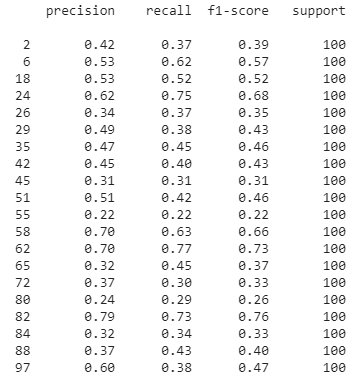 precision recall f1-score support
2 0.42 0.37 0.39 100
6 0.53 0.62 0.57 100
18 0.53 0.52 0.52 100
24 0.62 0.75 0.68 100
26 0.34 0.37 0.35 100
29 0.49 0.38 0.43 100
35 0.47 0.45 0.46 100
42 0.45 0.40 0.43 100
45 0.31 0.31 0.31 100
51 0.51 0.42 0.46 100
55 0.22 0.22 0.22 100
58 0.70 0.63 0.66 100
62 0.70 0.77 0.73 100
65 0.32 0.45 0.37 100
72 0.37 0.30 0.33 100
80 0.24 0.29 0.26 100
82 0.79 0.73 0.76 100
84 0.32 0.34 0.33 100
88 0.37 0.43 0.40 100
97 0.60 0.38 0.47 100